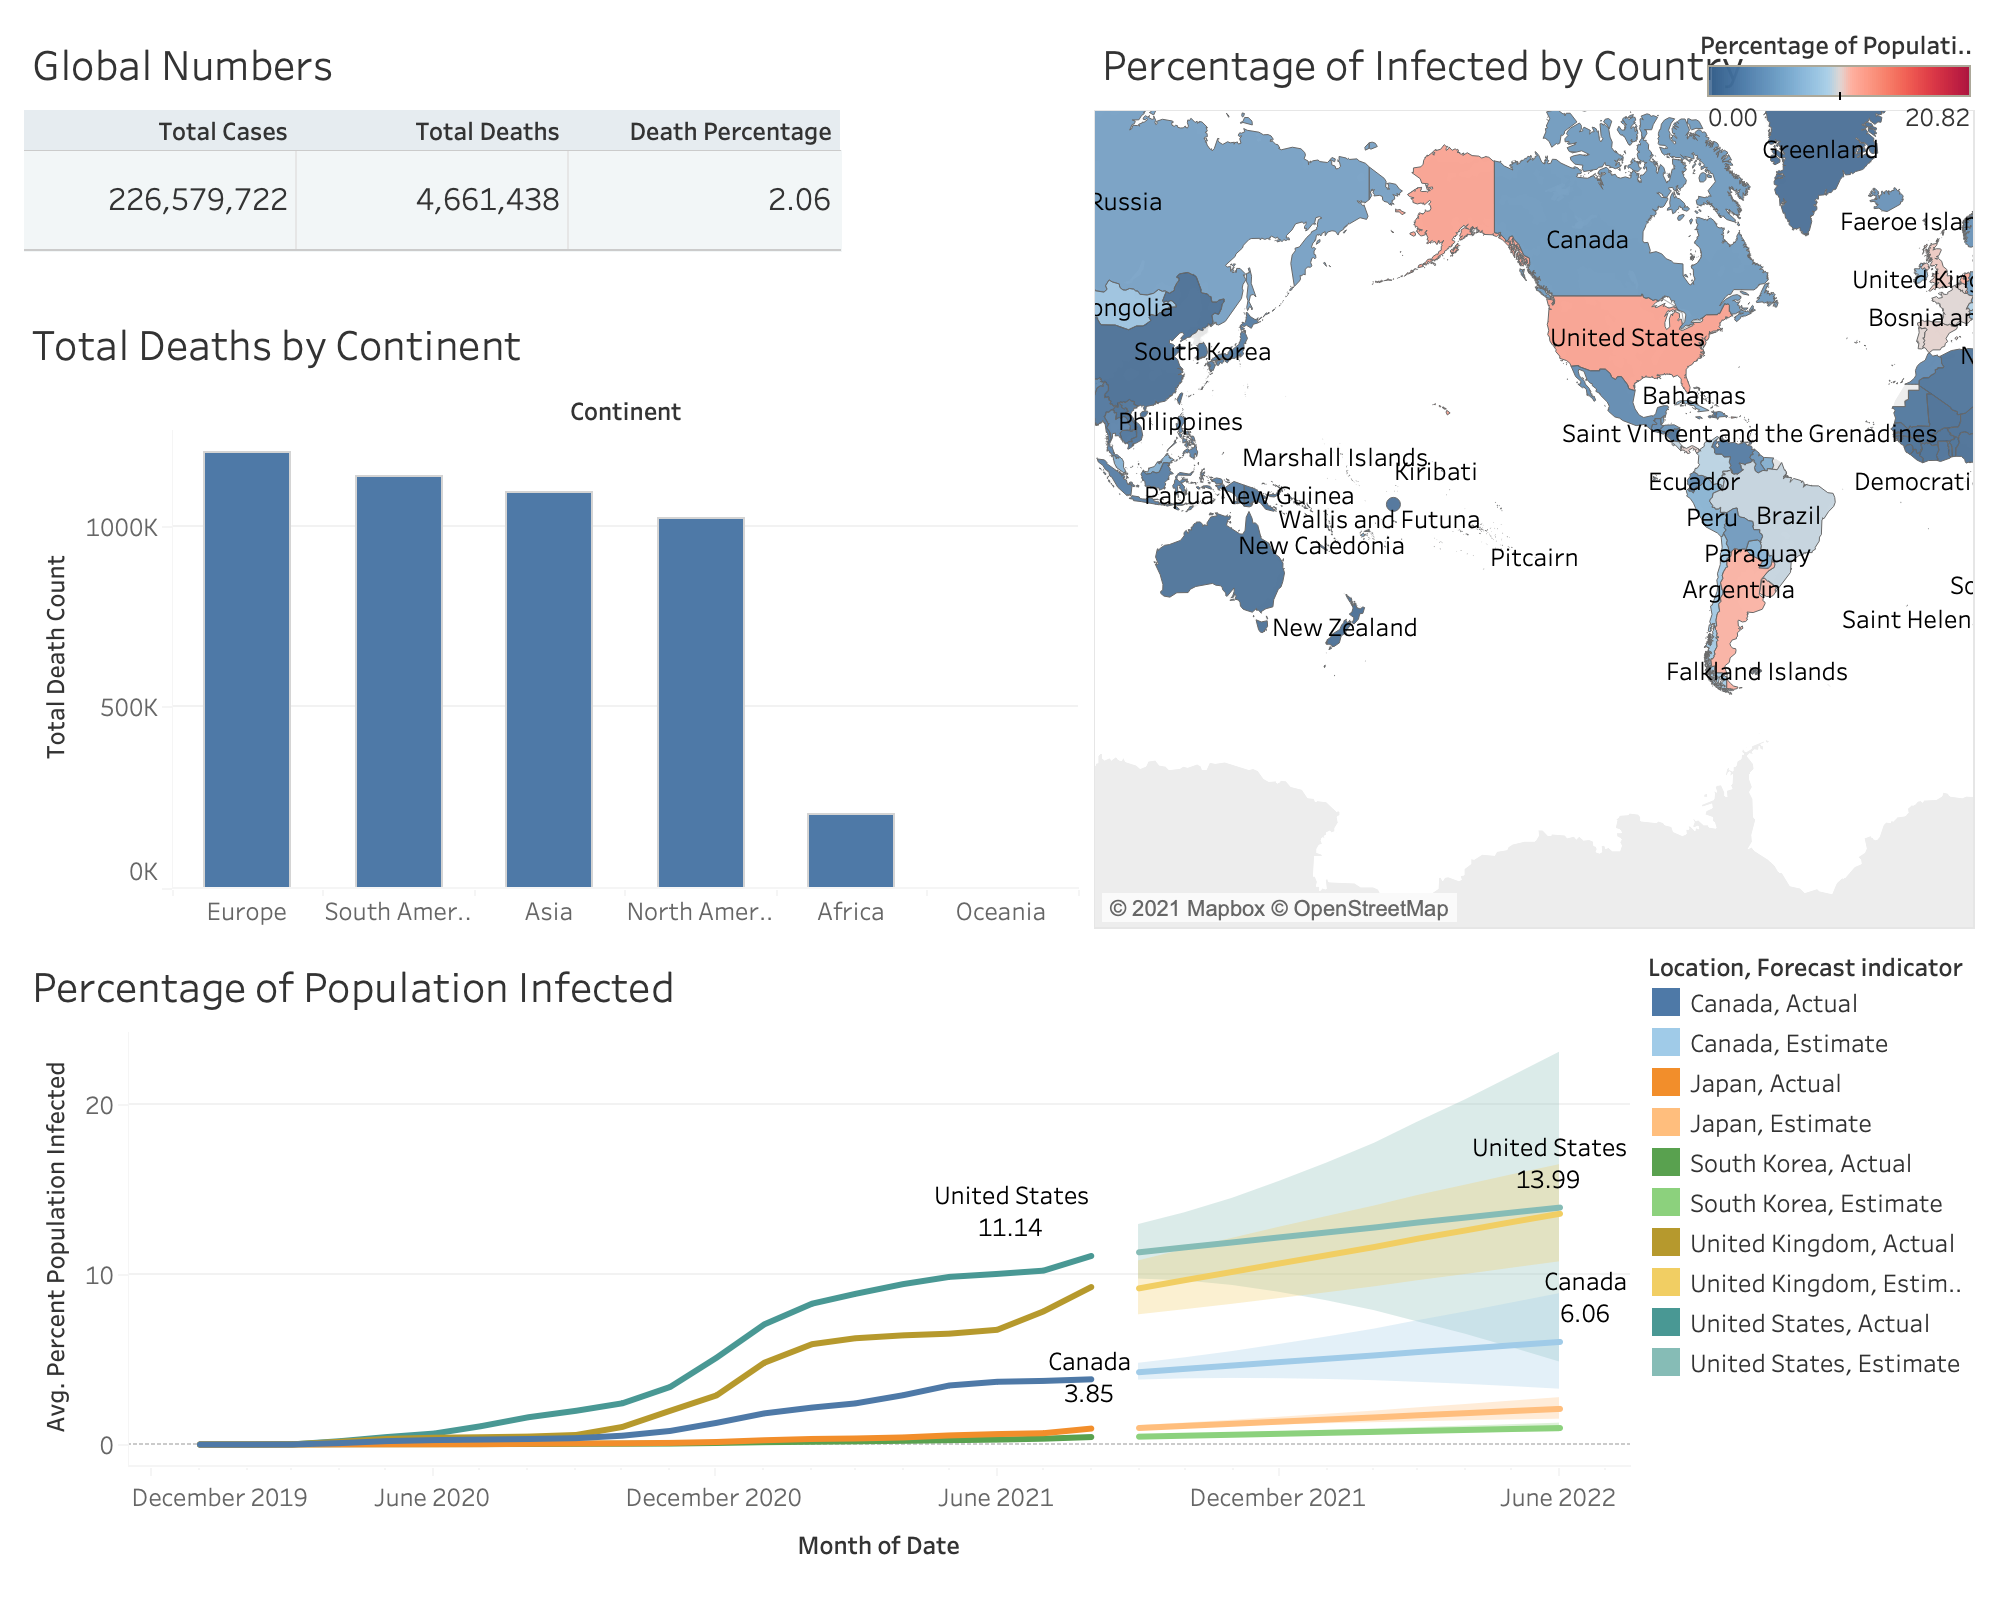 Global Numbers
Total Cases Total Deaths Death Percentage
226,579,722 4,661,438 2.06
Total Deaths by Continent
Continent
Total Death Count
1000K
500K
0K
Europe South Amer.. Asia North Amer.. Africa Oceania
Percentage of Infected by Country
Percentage of Populati..
0.00 20.82
Greenland
Russia
Faeroe Islan
Canada
United King
ongolia
Bosnia an
United States
South Korea
N
Bahamas
Philippines
Saint Vincent and the Grenadines
Marshall Islands
Kiribati
Ecuador
Democrati
Papua New Guinea
Wallis and Futuna
Peru
Brazil
New Caledonia
Pitcairn
Paraguay
Argentina
So
Saint Helen
New Zealand
Falkland Islands
© 2021 Mapbox © OpenStreetMap
Percentage of Population Infected
Avg. Percent Population Infected
20
10
0
United States
11.14
Canada
3.85
United States
13.99
Canada
6.06
December 2019 June 2020 December 2020 June 2021 December 2021 June 2022
Month of Date
Location, Forecast indicator
Canada, Actual
Canada, Estimate
Japan, Actual
Japan, Estimate
South Korea, Actual
South Korea, Estimate
United Kingdom, Actual
United Kingdom, Estim..
United States, Actual
United States, Estimate